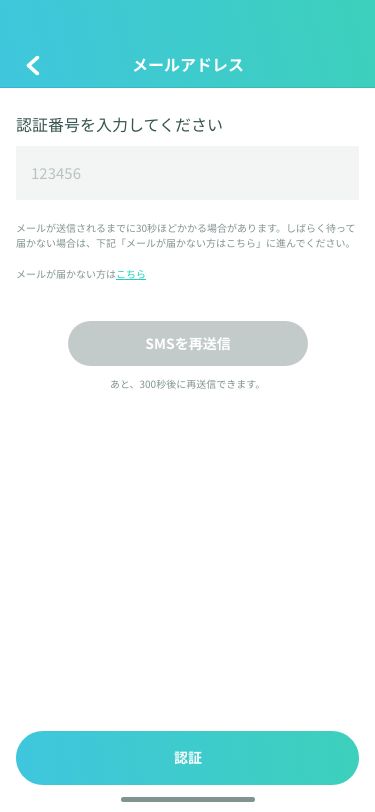 メールアドレス
認証番号を入力してください
123456
メールが送信されるまでに30秒ほどかかる場合があります。しばらく待って
届かない場合は、下記「メールが届かない方はこちら」に進んでください。
メールが届かない方はこちら
SMSを再送信
あと、300秒後に再送信できます。
認証